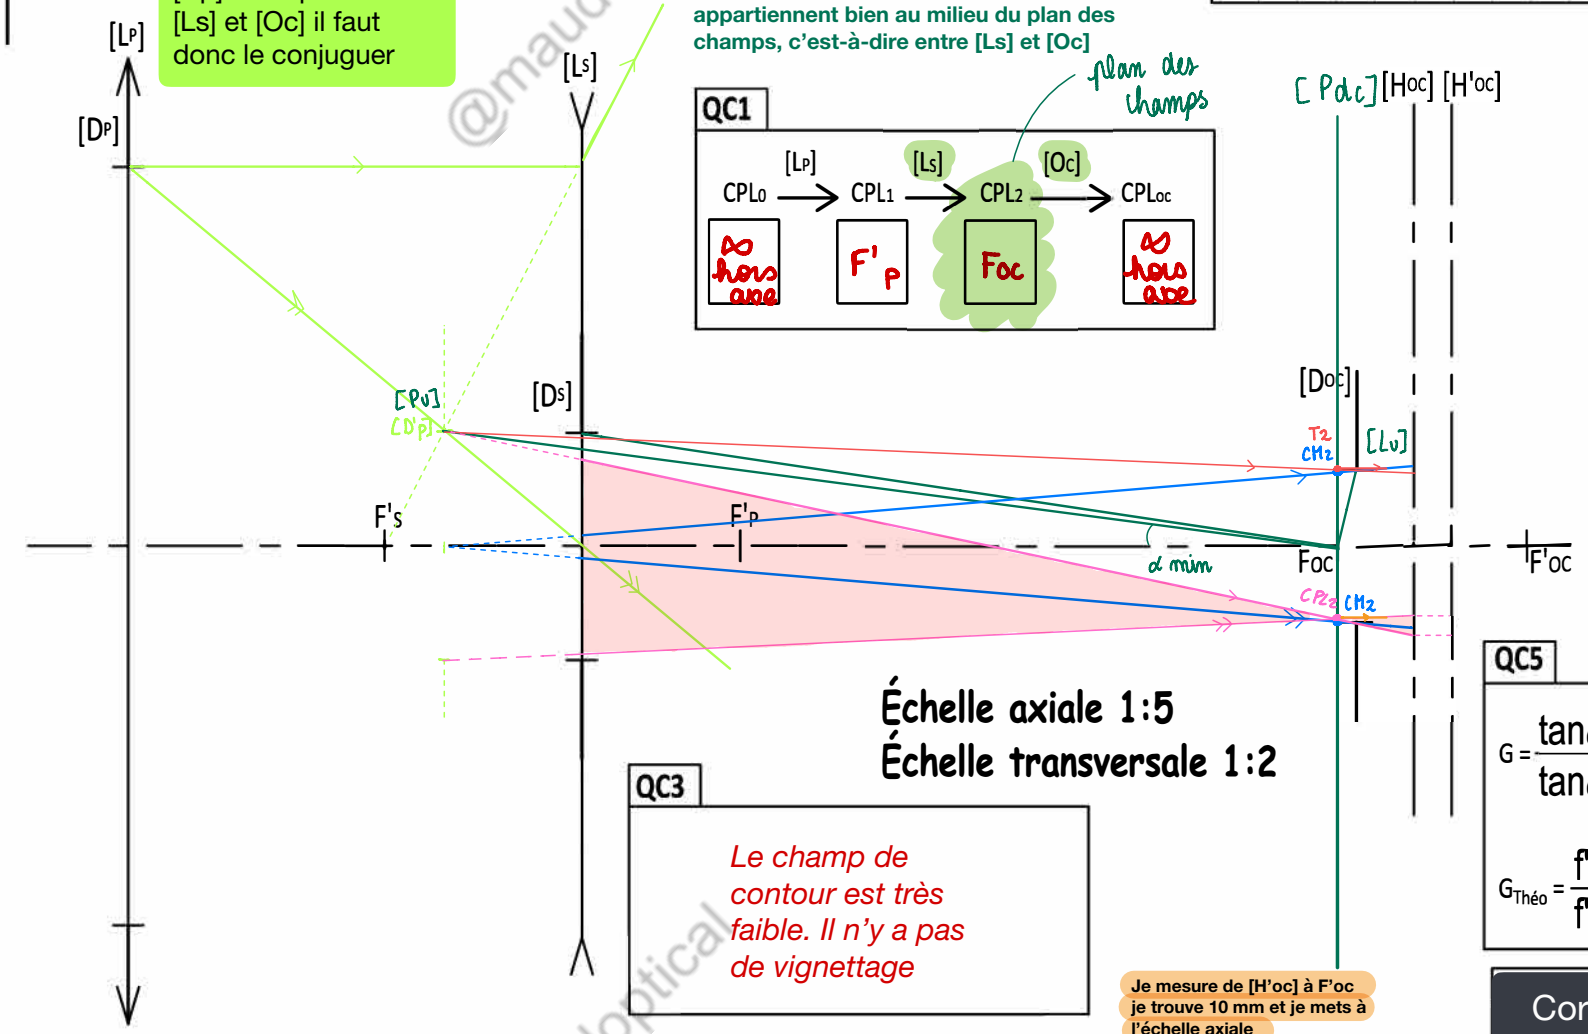 [Ls] et [Oc] il faut
donc le conjuguer
appartiennent bien au milieu du plan des
champs, c'est-à-dire entre [Ls] et [Oc]
[LP]
[DP]
[LS]
@maud
plan des
champs
[Pdc] [HOC] [H'OC]
QC1
[LP] [LS] [OC]
CPL0 CPL1 CPL2 CPLOC
∞
hors
axe
F'P
FOC
∞
hors
axe
[Pu]
[D'P]
[DS]
[DOC]
T2
CM2
[Lu]
F'S
F'P
α min
FOC
F'OC
CPL2
CM2
Échelle axiale 1:5
Échelle transversale 1:2
QC3
Le champ de
contour est très
faible. Il n'y a pas
de vignettage
QC5
G = tan
tan
GThéo = f'
f'
optical
Je mesure de [H'oc] à F'oc
je trouve 10 mm et je mets à
l'échelle axiale
Cor